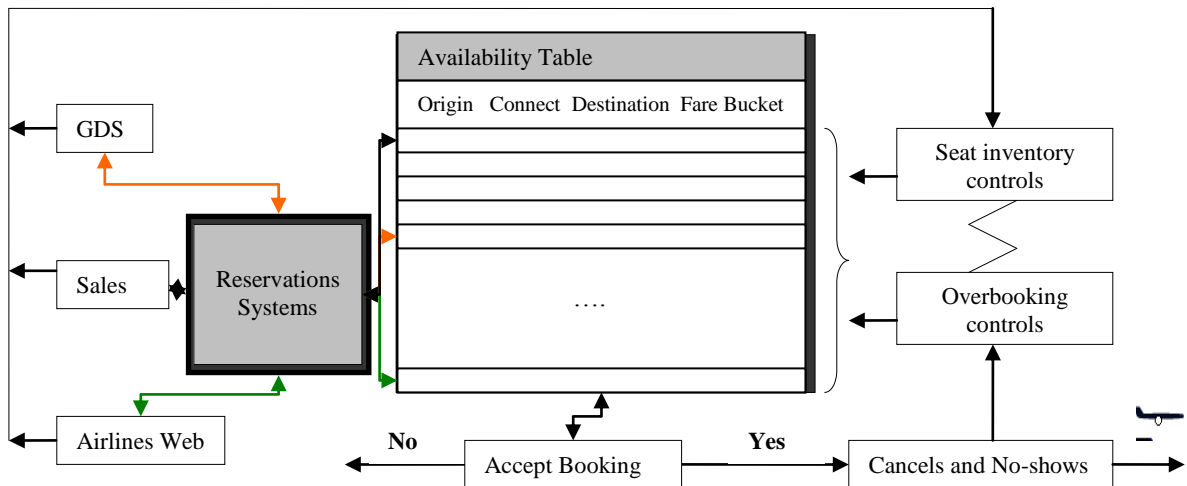 Availability Table
Origin Connect Destination Fare Bucket
GDS
Sales
Airlines Web
Reservations
Systems
....
Seat inventory
controls
Overbooking
controls
No
Accept Booking
Yes
Cancels and No-shows